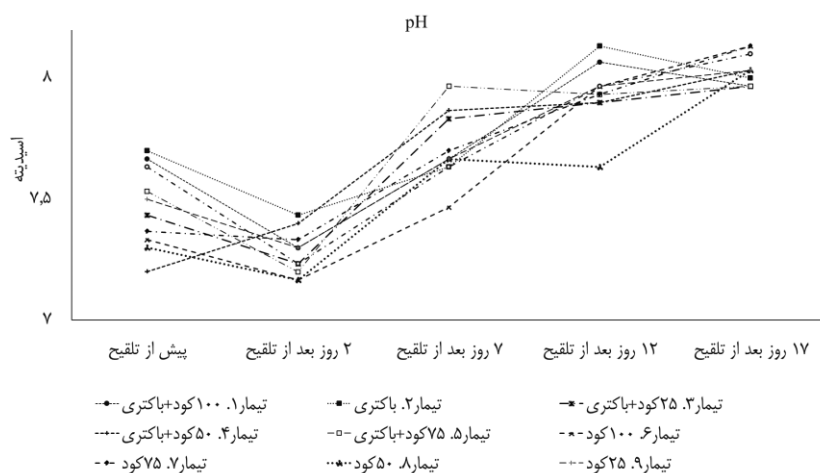 pH
۸
۷,۵
۷
اسیدیته
پیش از تلقیح
۲ روز بعد از تلقیح
۷ روز بعد از تلقیح
۱۲ روز بعد از تلقیح
۱۷ روز بعد از تلقیح
تیمار۱. ۱۰۰کود+باکتری
تیمار۲. باکتری
تیمار۳. ۲۵کود+باکتری
تیمار۴. ۵۰کود+باکتری
تیمار۵. ۷۵کود+باکتری
تیمار۶. ۱۰۰کود
تیمار۷. ۷۵کود
تیمار۸. ۵۰کود
تیمار۹. ۲۵کود